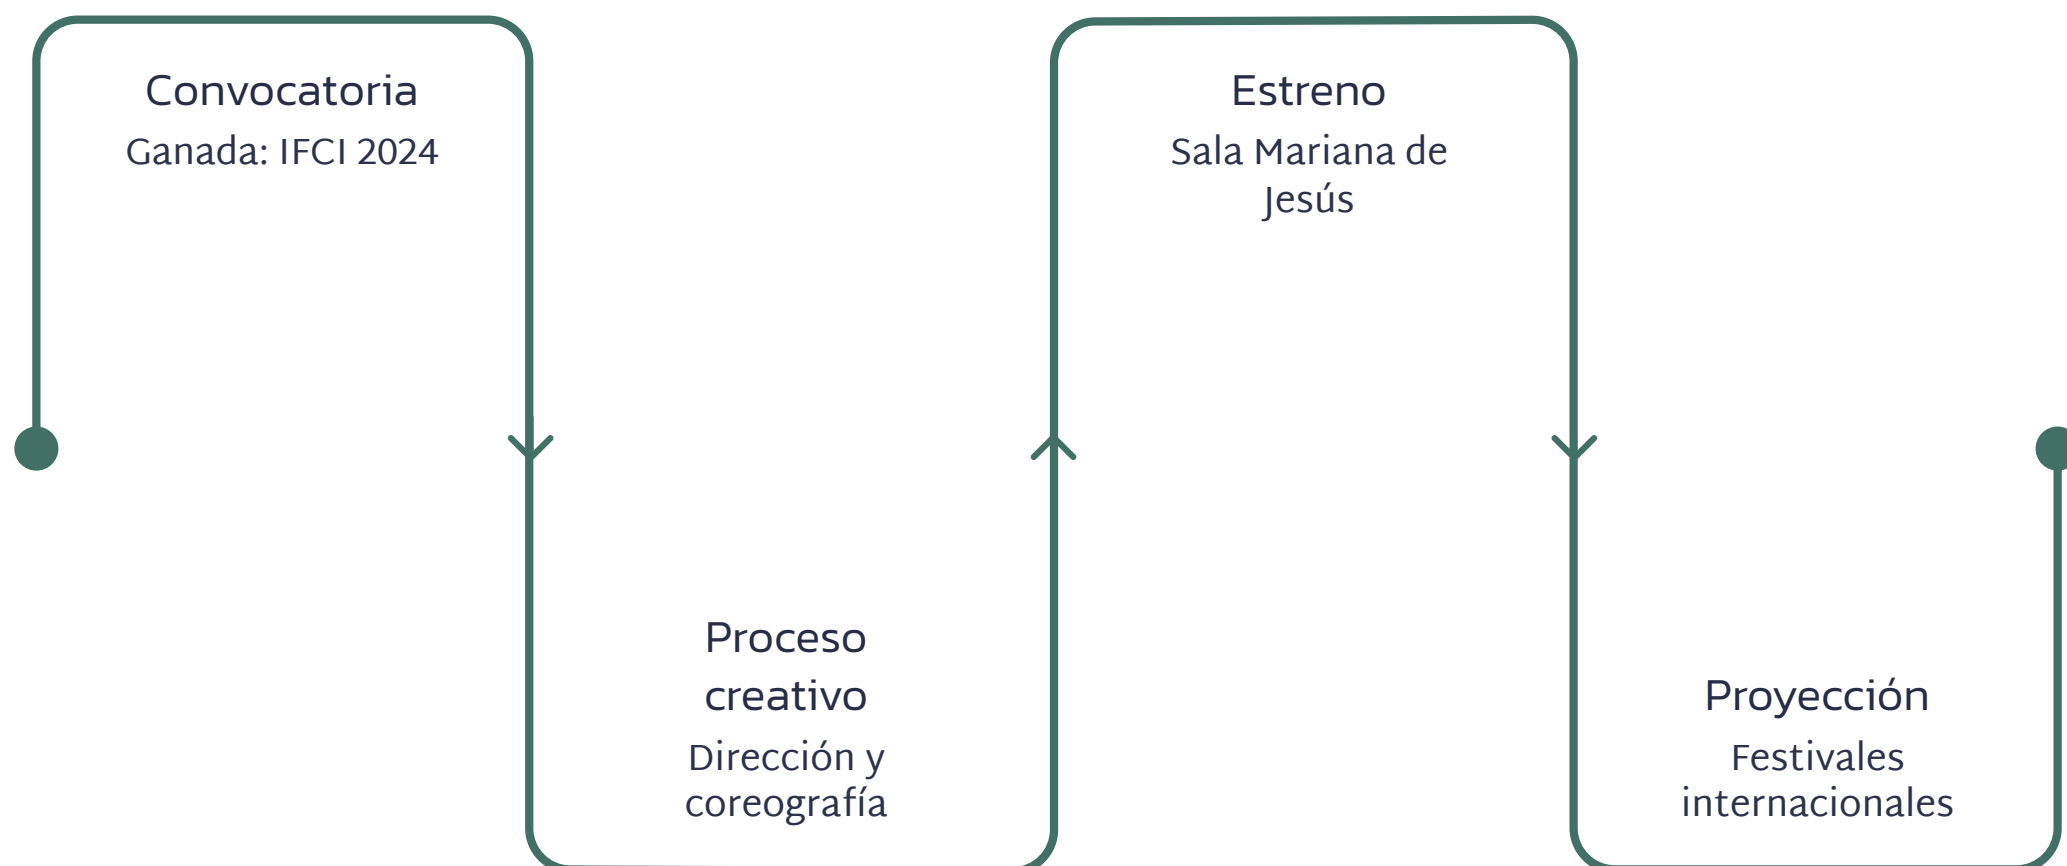 Convocatoria
Ganada: IFCI 2024
Proceso
creativo
Dirección y
coreografía
Estreno
Sala Mariana de
Jesús
Proyección
Festivales
internacionales